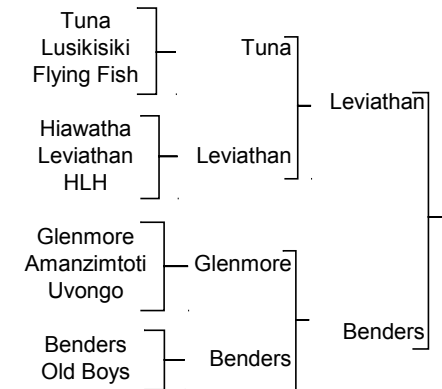 Tuna
Lusikisiki
Flying Fish
Tuna
Leviathan
Hiawatha
Leviathan
HLH
Leviathan
Glenmore
Amanzimtoti
Uvongo
Glenmore
Benders
Benders
Old Boys
Benders